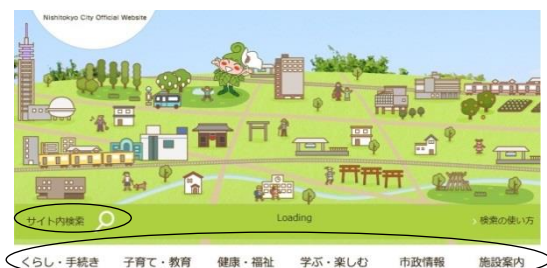 Nishitokyo City Official Website
サイト内検索
Loading
検索の使い方
くらし・手続き 子育て・教育 健康・福祉 学ぶ・楽しむ 市政情報 施設案内